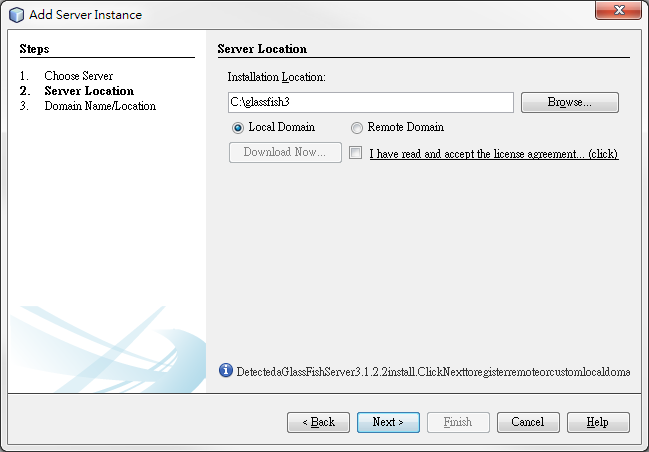 Add Server Instance
Steps
1. Choose Server
2. Server Location
3. Domain Name/Location
Server Location
Installation Location:
C:\glassfish3
Browse...
Local Domain
Remote Domain
Download Now...
I have read and accept the license agreement... (click)
DetectedaGlassFishServer3.1.2.2install.ClickNexttoregisterremoteorcustomlocaldoma
< Back
Next >
Finish
Cancel
Help